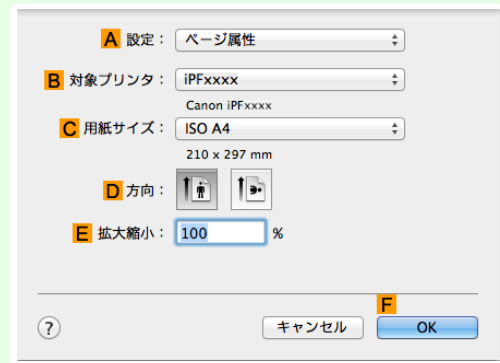 A 設定： ページ属性
B 対象プリンタ： iPFxxxx
Canon iPFxxxx
C 用紙サイズ： ISO A4
210 x 297 mm
D 方向：
E 拡大縮小： 100 %
F
? キャンセル OK